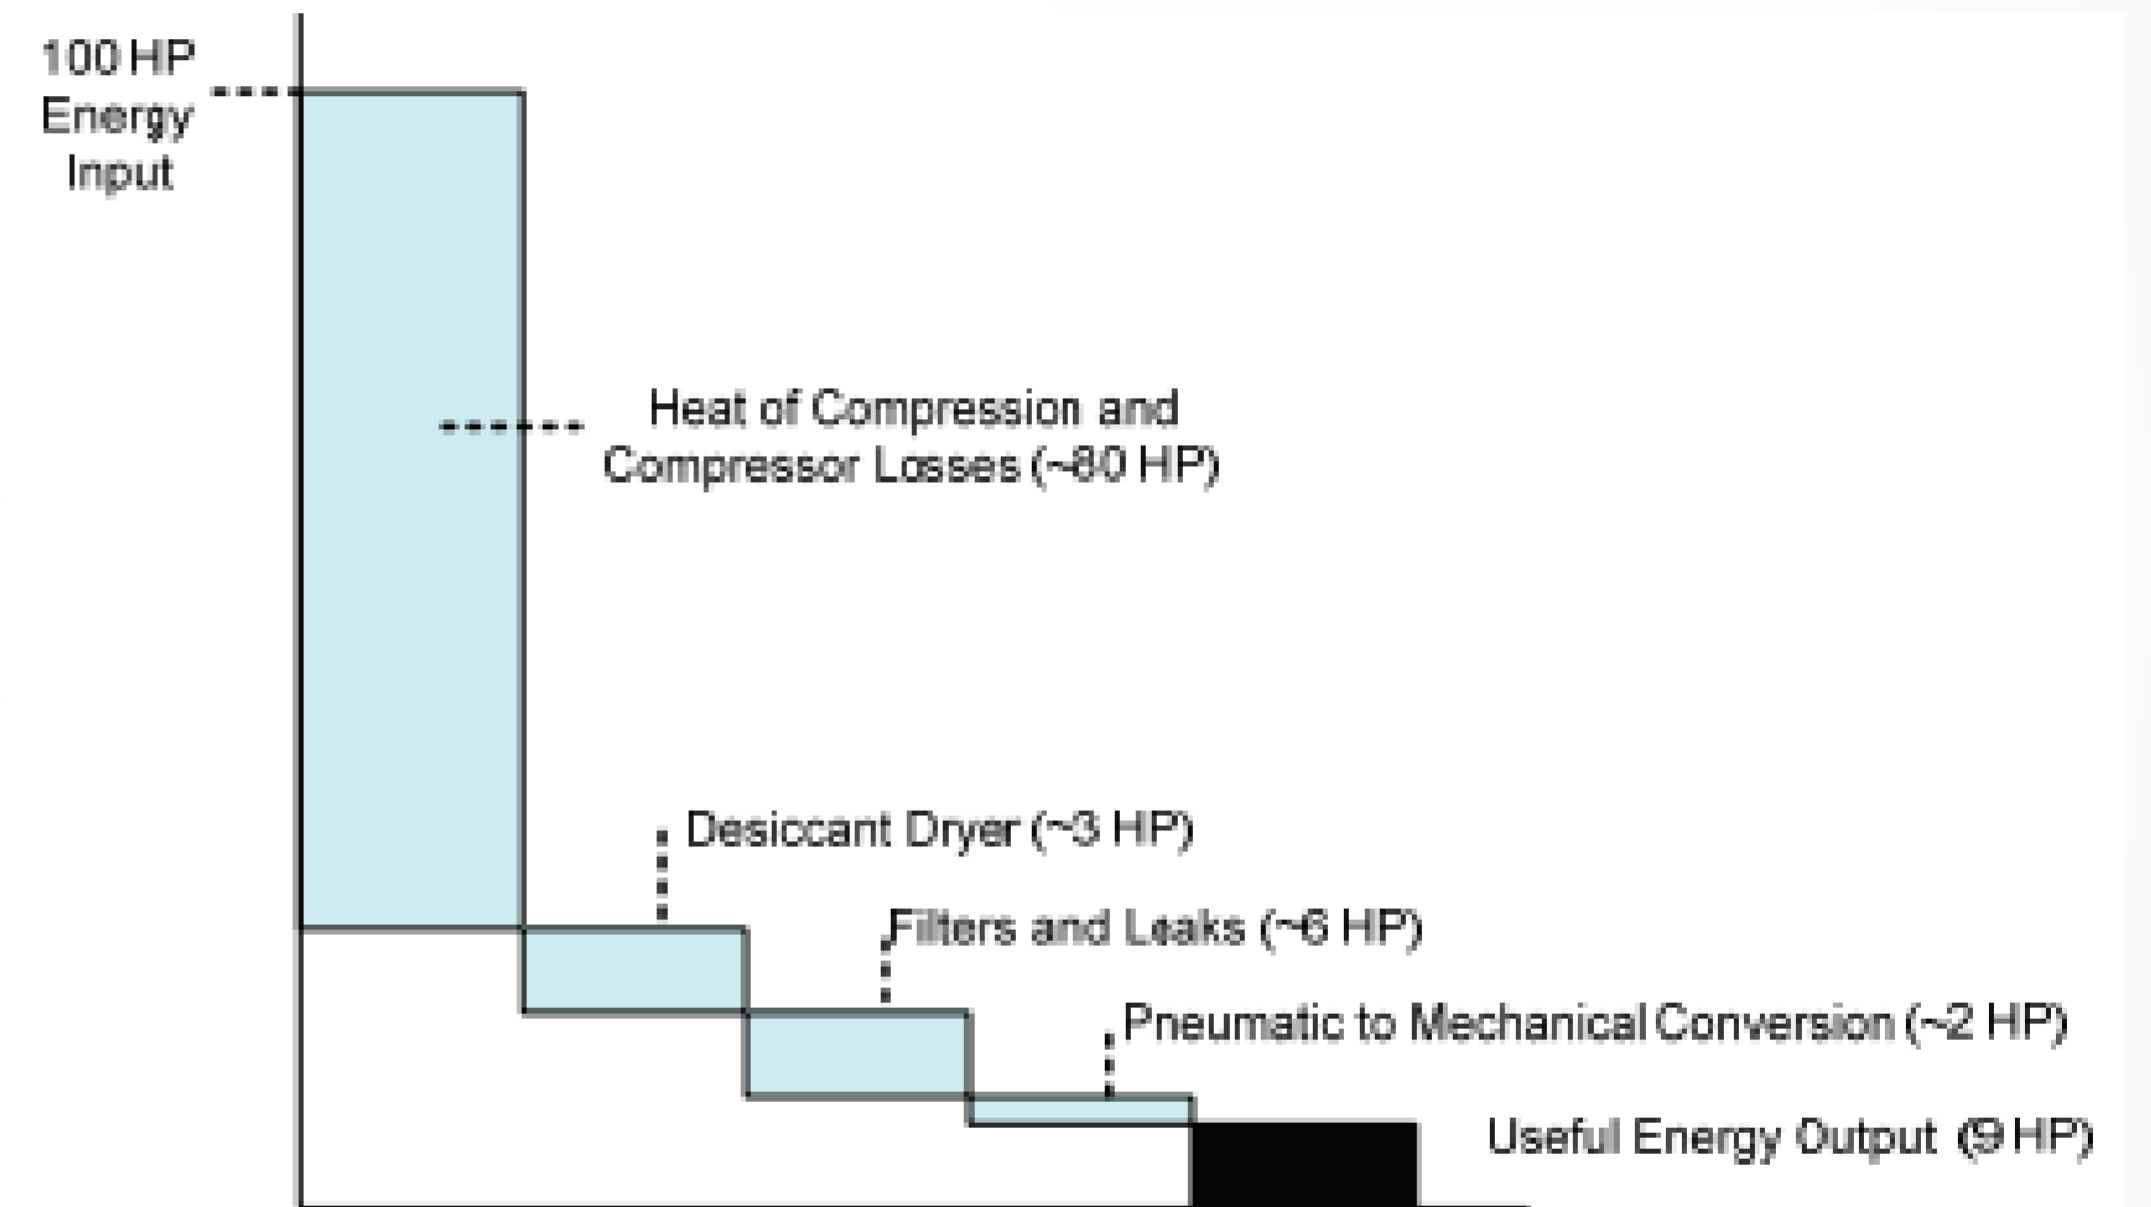 100 HP
Energy
Input
Heat of Compression and
Compressor Losses (~80 HP)
Desiccant Dryer (~3 HP)
Filters and Leaks (~6 HP)
Pneumatic to Mechanical Conversion (~2 HP)
Useful Energy Output (9 HP)